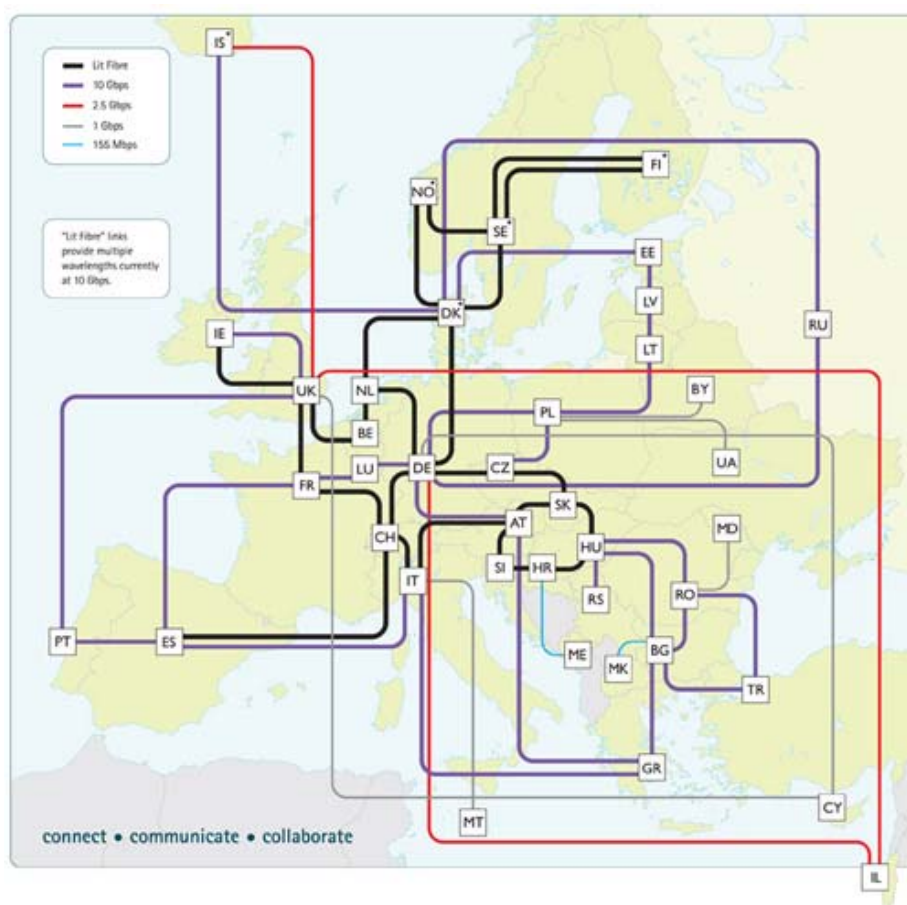 IS*
Lit Fibre
10 Gbps
2.5 Gbps
1 Gbps
155 Mbps
FI*
NO*
"Lit Fibre" links
provide multiple
wavelengths currently
at 10 Gbps.
SE*
EE
LV
DK*
RU
IE
LT
UK
NL
BY
PL
BE
LU
DE
CZ
UA
FR
SK
AT
MD
CH
HU
IT
SI
HR
RS
RO
PT
ES
ME
BG
MK
TR
GR
CY
MT
connect • communicate • collaborate
IL